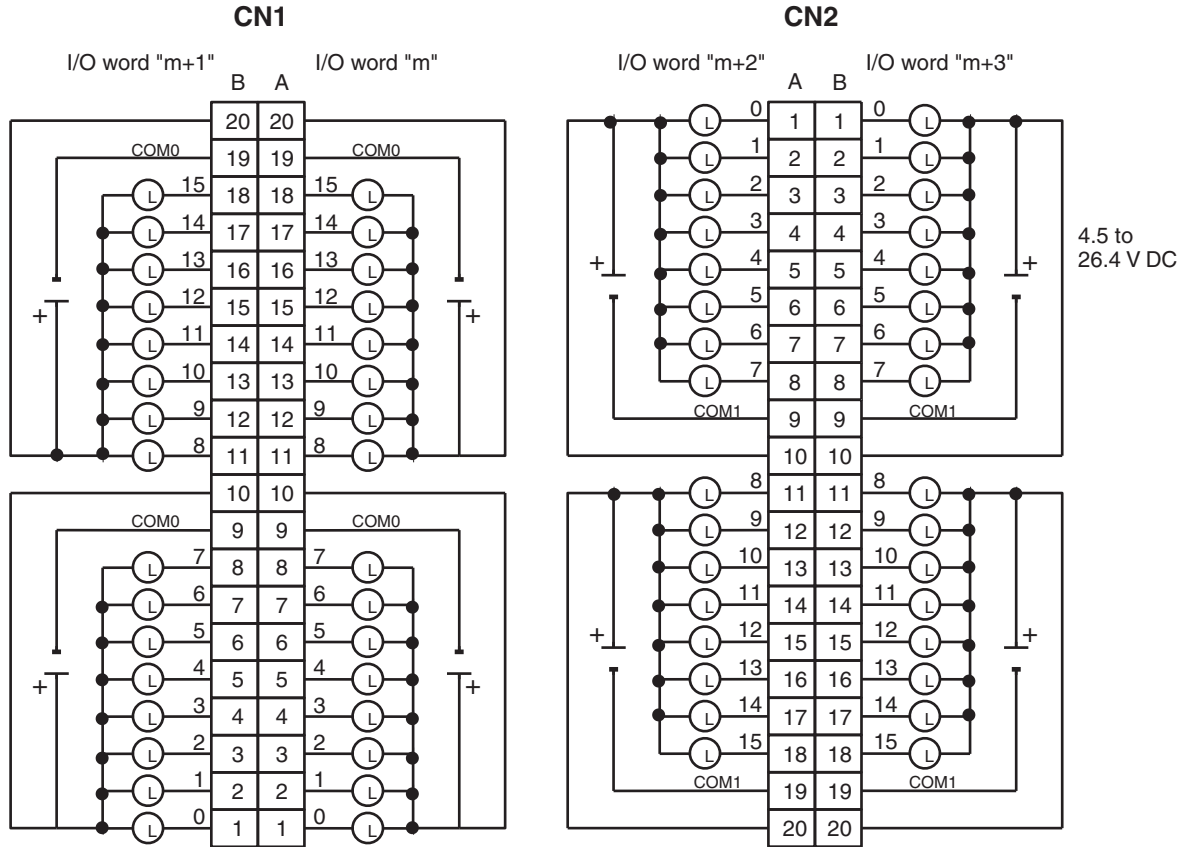 CN1 CN2
I/O word "m+1" I/O word "m" I/O word "m+2" I/O word "m+3"
B A A B
20 20 0 L 1 1 0 L
COM0 19 19 COM0 1 L 2 2 1 L
L 15 18 18 15 L 2 L 3 3 2 L
L 14 17 17 14 L 3 L 4 4 3 L
4.5 to
26.4 V DC
L 13 16 16 13 L + L 4 5 5 4 L +
+ L 12 15 15 12 L + L 5 6 6 5 L
L 11 14 14 11 L L 6 7 7 6 L
L 10 13 13 10 L L 7 8 8 7 L
L 9 12 12 9 L COM1 9 9 COM1
L 8 11 11 8 L 10 10
10 10 L 8 11 11 8 L
COM0 9 9 COM0 L 9 12 12 9 L
L 7 8 8 7 L L 10 13 13 10 L
L 6 7 7 6 L L 11 14 14 11 L
L 5 6 6 5 L + L 12 15 15 12 L +
+ L 4 5 5 4 L + L 13 16 16 13 L
L 3 4 4 3 L L 14 17 17 14 L
L 2 3 3 2 L L 15 18 18 15 L
L 1 2 2 1 L COM1 19 19 COM1
L 0 1 1 0 L 20 20